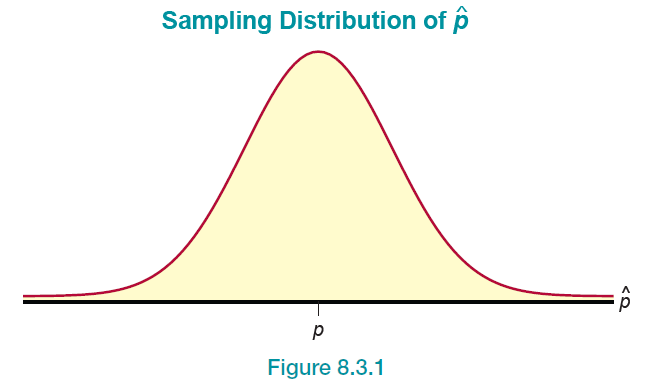 Sampling Distribution of p̂
p̂
p
Figure 8.3.1